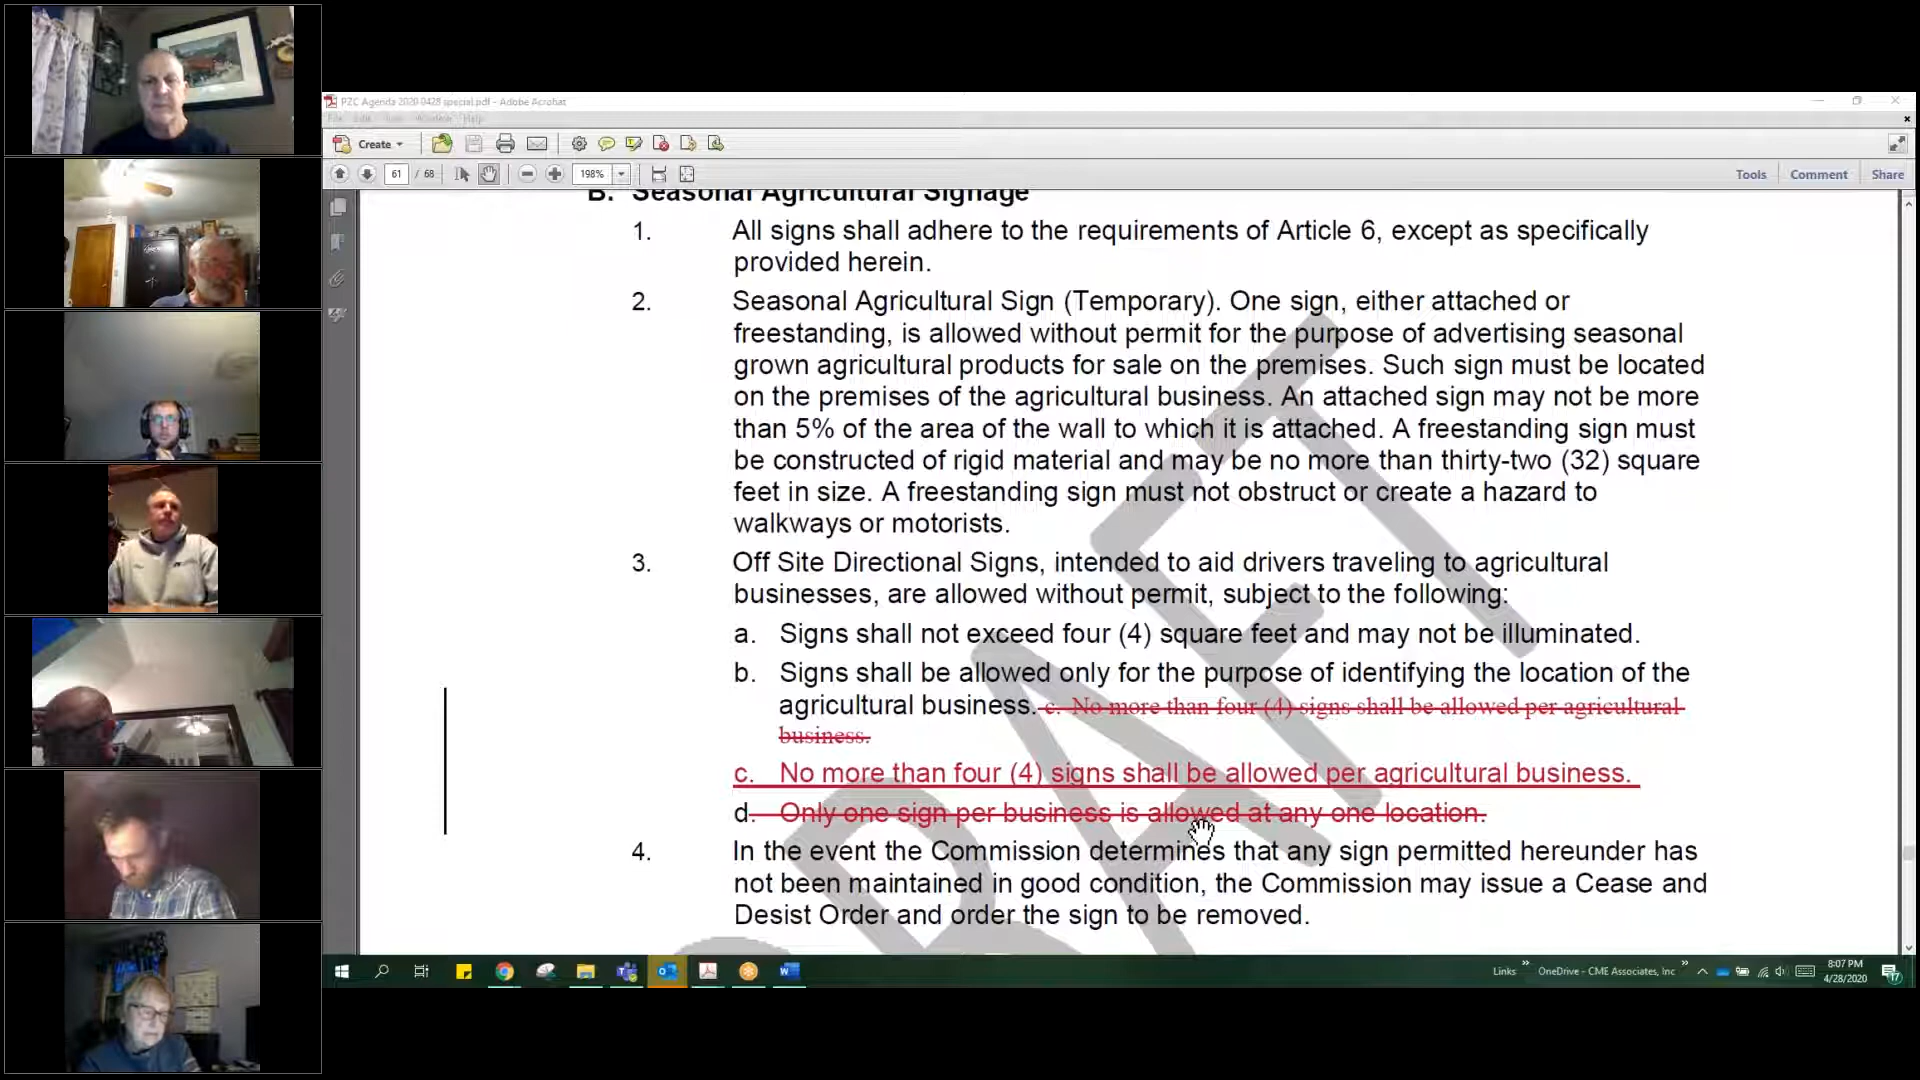 PZC Agenda 2020 0428 special.pdf - Adobe Acrobat
File Edit View Window Help
Create
61 / 68
198%
Tools
Comment
Share
B. Seasonal Agricultural Signage
1. All signs shall adhere to the requirements of Article 6, except as specifically
provided herein.
2. Seasonal Agricultural Sign (Temporary). One sign, either attached or
freestanding, is allowed without permit for the purpose of advertising seasonal
grown agricultural products for sale on the premises. Such sign must be located
on the premises of the agricultural business. An attached sign may not be more
than 5% of the area of the wall to which it is attached. A freestanding sign must
be constructed of rigid material and may be no more than thirty-two (32) square
feet in size. A freestanding sign must not obstruct or create a hazard to
walkways or motorists.
3. Off Site Directional Signs, intended to aid drivers traveling to agricultural
businesses, are allowed without permit, subject to the following:
a. Signs shall not exceed four (4) square feet and may not be illuminated.
b. Signs shall be allowed only for the purpose of identifying the location of the
agricultural business. c. No more than four (4) signs shall be allowed per agricultural
business.
c. No more than four (4) signs shall be allowed per agricultural business.
d. Only one sign per business is allowed at any one location.
4. In the event the Commission determines that any sign permitted hereunder has
not been maintained in good condition, the Commission may issue a Cease and
Desist Order and order the sign to be removed.
DRAFT
Links
OneDrive - CME Associates, Inc
8:07 PM
4/28/2020
17